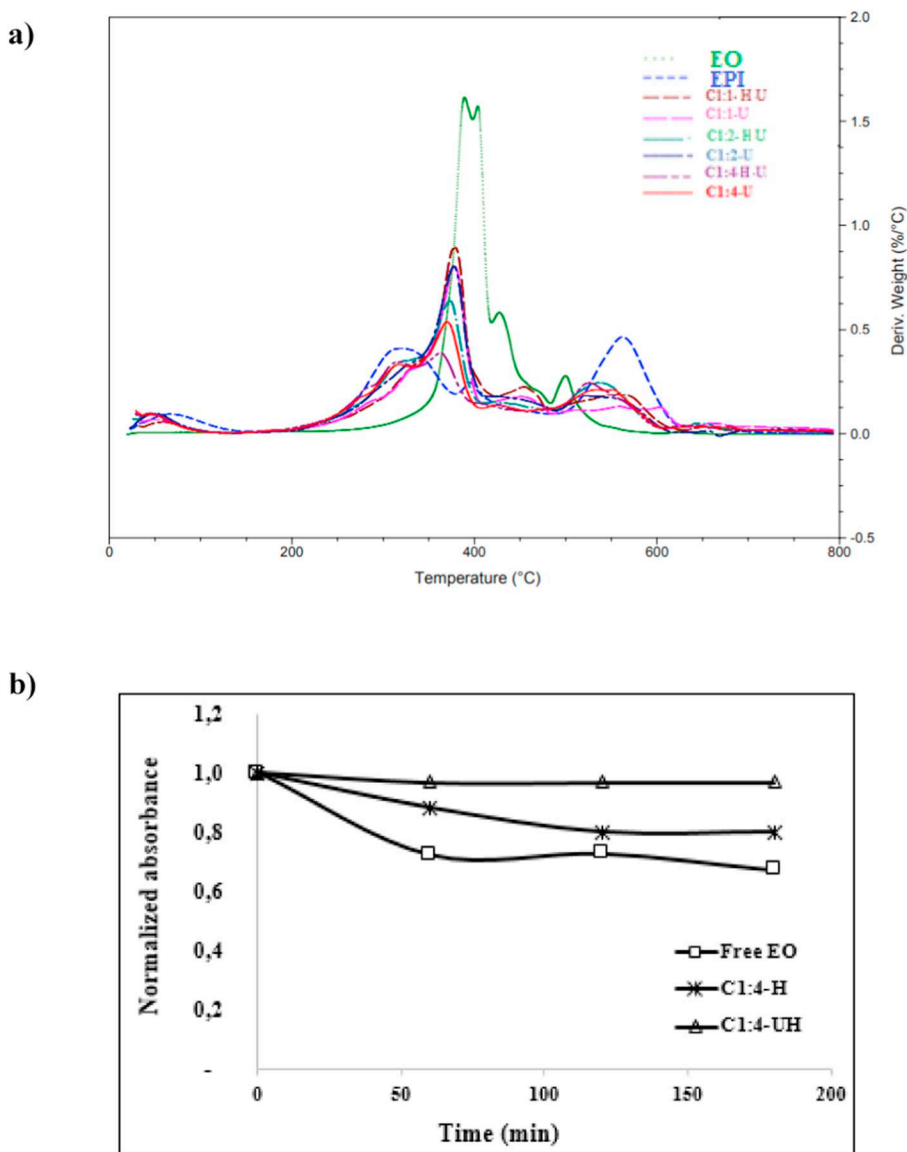 a)
2.0
1.5
1.0
0.5
0.0
-0.5
Deriv. Weight (%/°C)
EO
EPI
C1:1-H-U
C1:1-U
C1:2-H-U
C1:2-U
C1:4-H-U
C1:4-U
0 200 400 600 800
Temperature (°C)
b)
Normalized absorbance
1,2
1,0
0,8
0,6
0,4
0,2
-
Free EO
C1:4-H
C1:4-UH
0 50 100 150 200
Time (min)